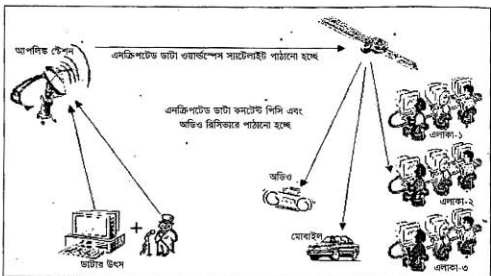 আপলিঙ্ক স্টেশন
এনক্রিপটেড ডাটা ওয়ার্ল্ডস্পেস স্যাটেলাইট পাঠানো হচ্ছে
এনক্রিপটেড ডাটা কনটেন্ট পিসি এবং
অডিও রিসিভারে পাঠানো হচ্ছে
এলাকা-১
অডিও
এলাকা-২
মোবাইল
+
ডাটার উৎস
এলাকা-৩